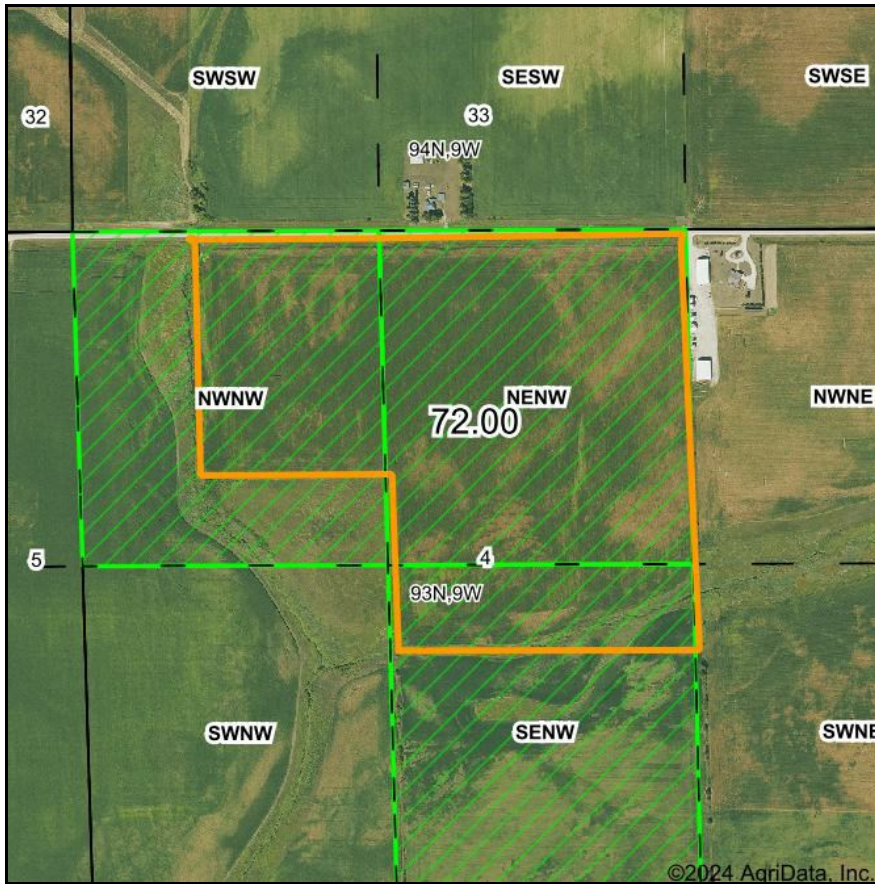 SWSW
SESW
SWSE
32
33
94N,9W
NWNW
NENW
NWNE
72.00
5
4
93N,9W
SWNW
SENW
SWNE
©2024 AgriData, Inc.